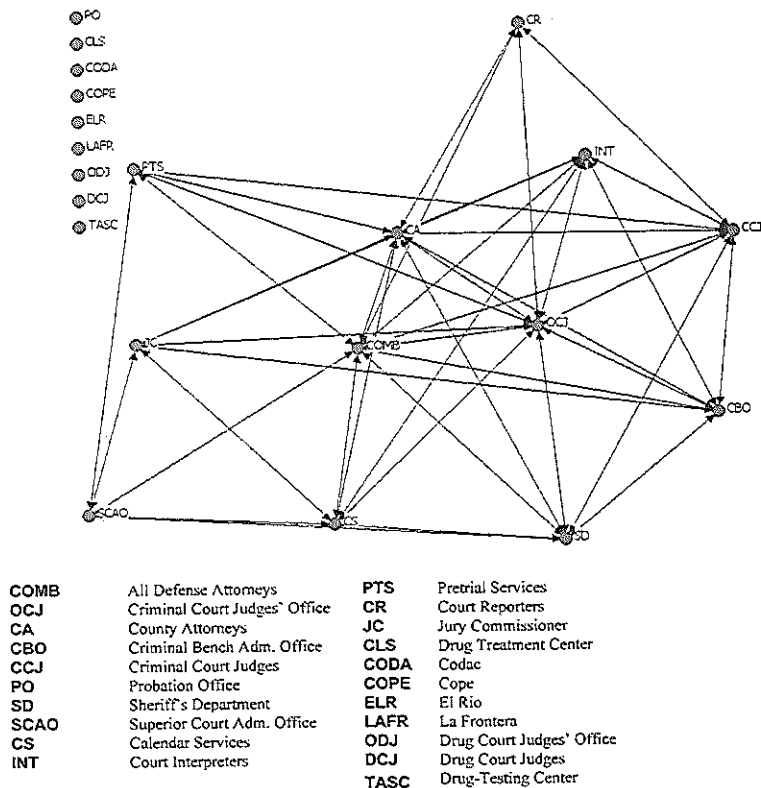 PO
CLS
CODA
COPE
ELR
LAFR
ODJ
DCJ
TASC
CR
INT
PTS
CA
CCJ
OCJ
JC
COMB
CBO
SCAO
CS
SD
COMB All Defense Attorneys
OCJ Criminal Court Judges' Office
CA County Attorneys
CBO Criminal Bench Adm. Office
CCJ Criminal Court Judges
PO Probation Office
SD Sheriff's Department
SCAO Superior Court Adm. Office
CS Calendar Services
INT Court Interpreters
PTS Pretrial Services
CR Court Reporters
JC Jury Commissioner
CLS Drug Treatment Center
CODA Codac
COPE Cope
ELR El Rio
LAFR La Frontera
ODJ Drug Court Judges' Office
DCJ Drug Court Judges
TASC Drug-Testing Center